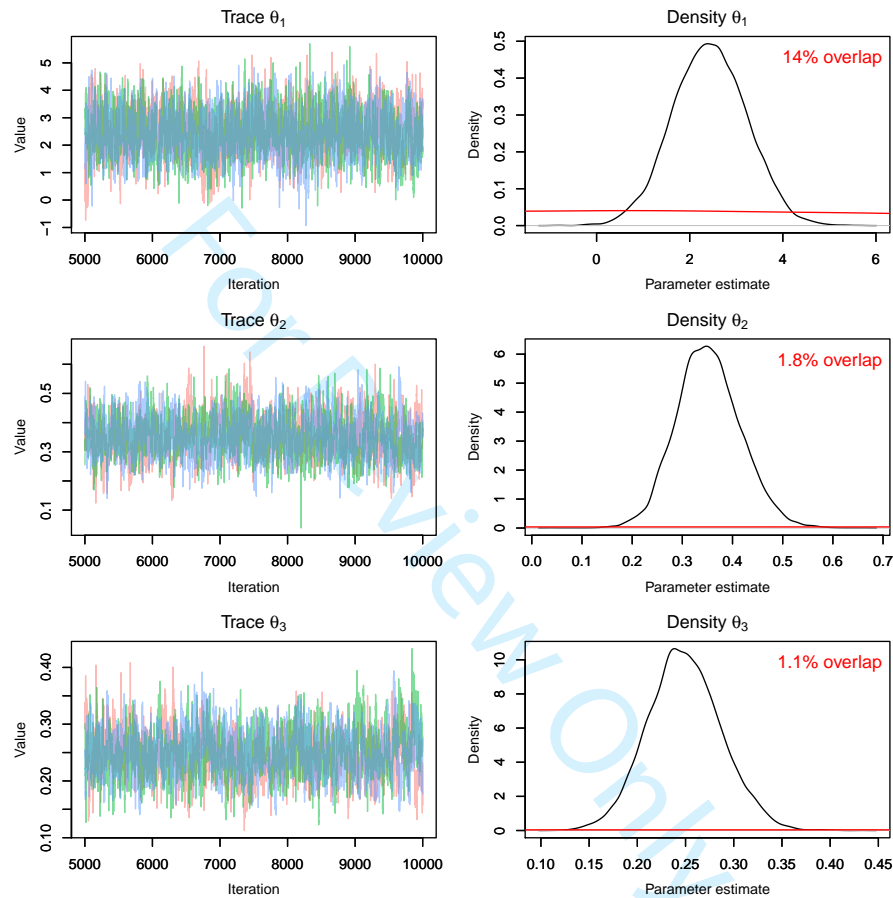 Trace θ1
Value
−1 0 1 2 3 4 5
5000 6000 7000 8000 9000 10000
Iteration
Density θ1
14% overlap
Density
0.0 0.1 0.2 0.3 0.4 0.5
0 2 4 6
Parameter estimate
Trace θ2
Value
0.1 0.3 0.5
5000 6000 7000 8000 9000 10000
Iteration
Density θ2
1.8% overlap
Density
0 1 2 3 4 5 6
0.0 0.1 0.2 0.3 0.4 0.5 0.6 0.7
Parameter estimate
Trace θ3
Value
0.10 0.20 0.30 0.40
5000 6000 7000 8000 9000 10000
Iteration
Density θ3
1.1% overlap
Density
0 2 4 6 8 10
0.10 0.15 0.20 0.25 0.30 0.35 0.40 0.45
Parameter estimate
For Review Only